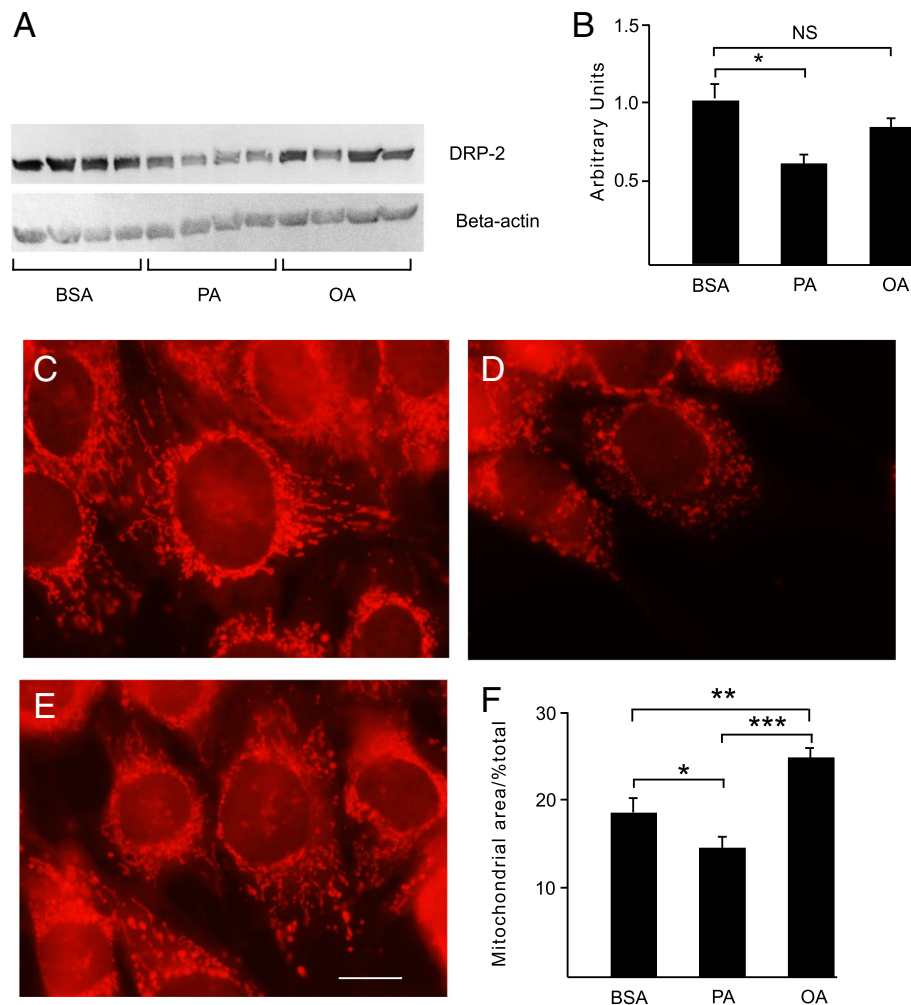 A
DRP-2
Beta-actin
BSA PA OA
B
Arbitrary Units
1.5
1.0
0.5
NS
*
BSA PA OA
C
D
E
F
Mitochondrial area/%total
30
20
10
**
***
*
BSA PA OA